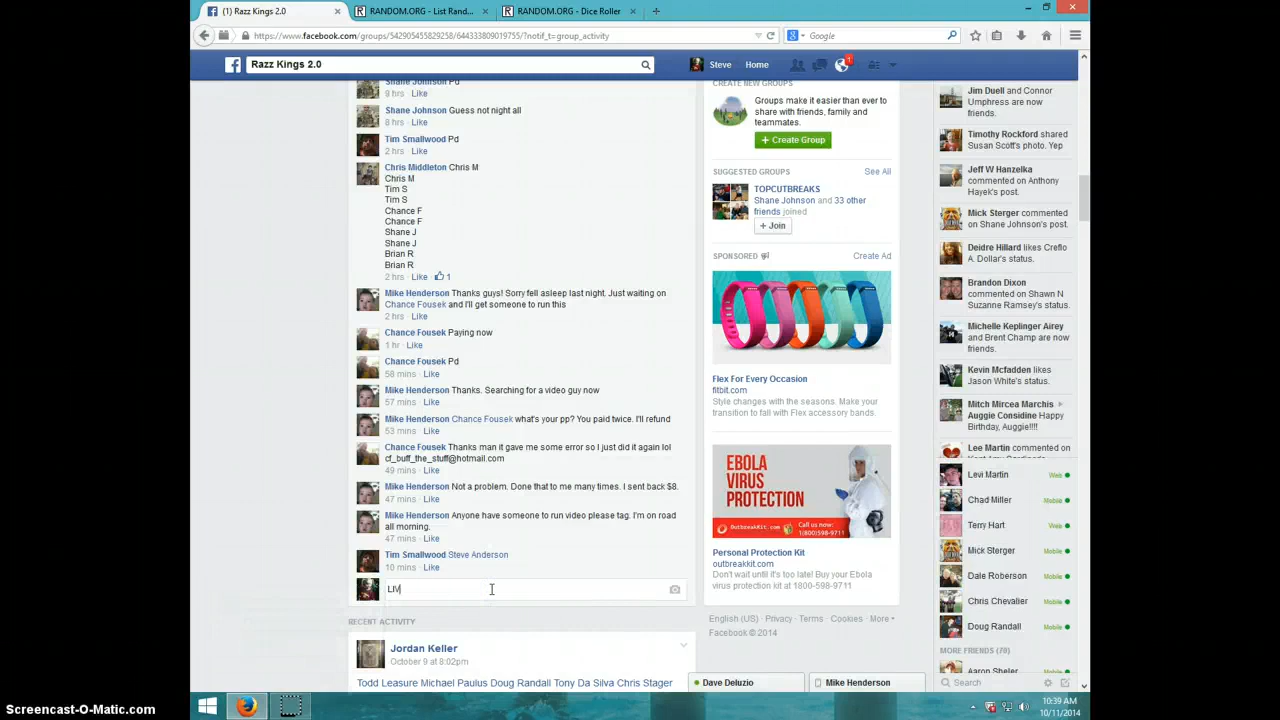 (1) Razz Kings 2.0
RANDOM.ORG - List Rand...
RANDOM.ORG - Dice Roller
https://www.facebook.com/groups/542905455829258/644333809019755/?notif_t=group_activity
Google
Razz Kings 2.0
Steve
Home
1
Shane Johnson Pd
9 hrs · Like
Shane Johnson Guess not night all
8 hrs · Like
Tim Smallwood Pd
2 hrs · Like
Chris Middleton Chris M
Chris M
Tim S
Tim S
Chance F
Chance F
Shane J
Shane J
Brian R
Brian R
2 hrs · Like · 1
Mike Henderson Thanks guys! Sorry fell asleep last night. Just waiting on
Chance Fousek and I'll get someone to run this
2 hrs · Like
Chance Fousek Paying now
1 hr · Like
Chance Fousek Pd
58 mins · Like
Mike Henderson Thanks. Searching for a video guy now
57 mins · Like
Mike Henderson Chance Fousek what's your pp? You paid twice. I'll refund
53 mins · Like
Chance Fousek Thanks man it gave me some error so I just did it again lol
cf_buff_the_stuff@hotmail.com
49 mins · Like
Mike Henderson Not a problem. Done that to me many times. I sent back $8.
47 mins · Like
Mike Henderson Anyone have someone to run video please tag. I'm on road
all morning.
47 mins · Like
Tim Smallwood Steve Anderson
10 mins · Like
LIV
RECENT ACTIVITY
Jordan Keller
October 9 at 8:02pm
Todd Leasure Michael Paulus Doug Randall Tony Da Silva Chris Stager
CREATE NEW GROUPS
Groups make it easier than ever to
share with friends, family and
teammates.
+ Create Group
SUGGESTED GROUPS
See All
TOPCUTBREAKS
Shane Johnson and 33 other
friends joined
+ Join
SPONSORED
Create Ad
Flex For Every Occasion
fitbit.com
Style changes with the seasons. Make your
transition to fall with Flex accessory bands.
EBOLA
VIRUS
PROTECTION
OutbreakKit.com
Call us now:
1(800)598-9711
Personal Protection Kit
outbreakkit.com
Don't wait until it's too late! Buy your Ebola
virus protection kit at 1800-598-9711
English (US) · Privacy · Terms · Cookies · More
Facebook © 2014
Jim Duell and Connor
Umphress are now
friends.
Timothy Rockford shared
Susan Scott's photo. Yep
Jeff W Hanzelka
commented on Anthony
Hayek's post.
Mick Sterger commented
on Shane Johnson's post.
Deidre Hillard likes Creflo
A. Dollar's status.
Brandon Dixon
commented on Shawn N
Suzanne Ramsey's status.
Michelle Keplinger Airey
and Brent Champ are now
friends.
Kevin Mcfadden likes
Jason White's status.
Mitch Mircea Marchis
Auggie Considine Happy
Birthday, Auggie!!!!
Lee Martin commented on
Levi Martin Web
Chad Miller Mobile
Terry Hart Web
Mick Sterger Mobile
Dale Roberson Mobile
Chris Chevalier Mobile
Doug Randall Mobile
MORE FRIENDS (70)
Aaron Sheler
Search
Dave Deluzio
Mike Henderson
10:39 AM
10/11/2014
Screencast-O-Matic.com